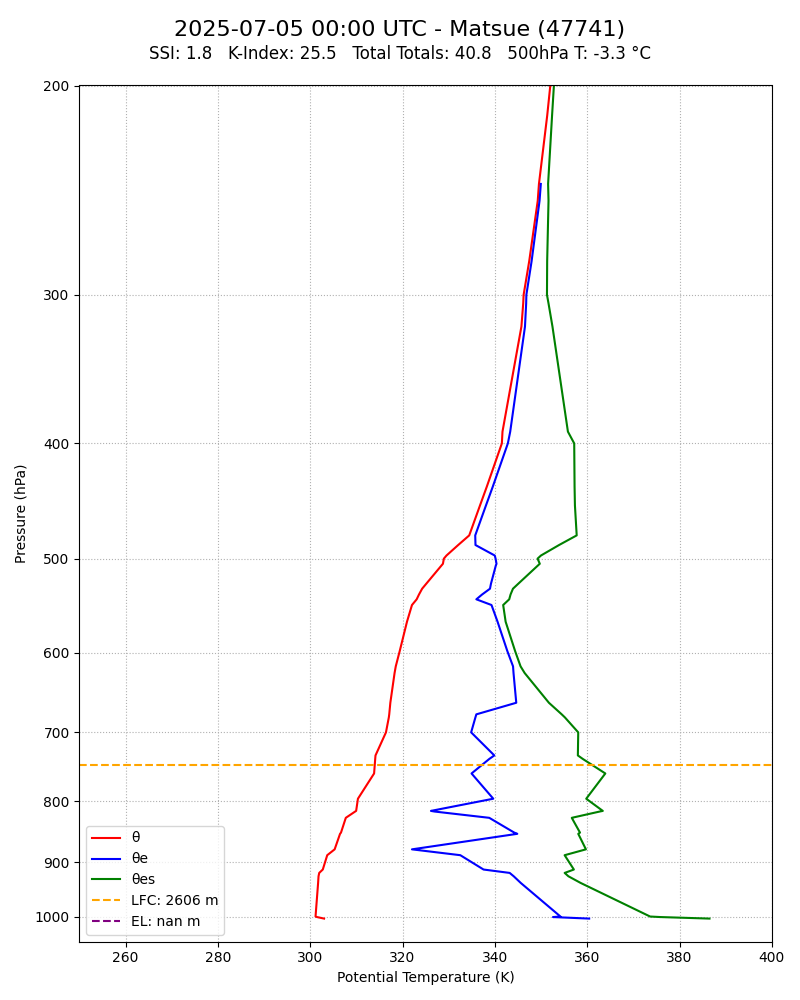 2025-07-05 00:00 UTC - Matsue (47741)
SSI: 1.8   K-Index: 25.5   Total Totals: 40.8   500hPa T: -3.3 °C
200
300
400
500
600
700
800
900
1000
Pressure (hPa)
θ
θe
θes
LFC: 2606 m
EL: nan m
260
280
300
320
340
360
380
400
Potential Temperature (K)